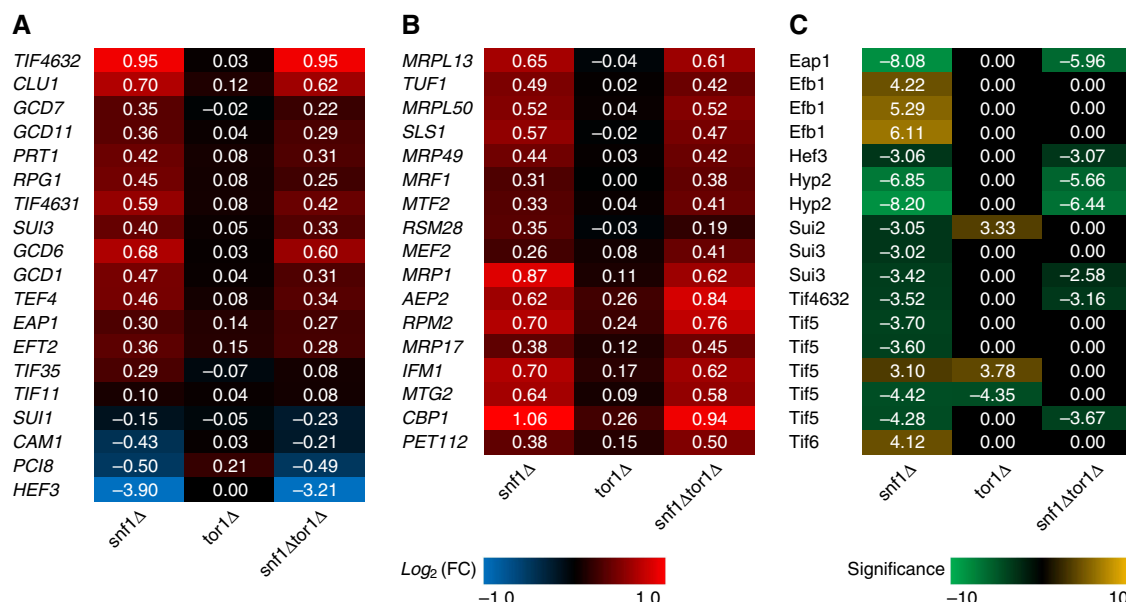 A
TIF4632 0.95 0.03 0.95
CLU1 0.70 0.12 0.62
GCD7 0.35 −0.02 0.22
GCD11 0.36 0.04 0.29
PRT1 0.42 0.08 0.31
RPG1 0.45 0.08 0.25
TIF4631 0.59 0.08 0.42
SUI3 0.40 0.05 0.33
GCD6 0.68 0.03 0.60
GCD1 0.47 0.04 0.31
TEF4 0.46 0.08 0.34
EAP1 0.30 0.14 0.27
EFT2 0.36 0.15 0.28
TIF35 0.29 −0.07 0.08
TIF11 0.10 0.04 0.08
SUI1 −0.15 −0.05 −0.23
CAM1 −0.43 0.03 −0.21
PCI8 −0.50 0.21 −0.49
HEF3 −3.90 0.00 −3.21
snf1Δ tor1Δ snf1Δtor1Δ
B
MRPL13 0.65 −0.04 0.61
TUF1 0.49 0.02 0.42
MRPL50 0.52 0.04 0.52
SLS1 0.57 −0.02 0.47
MRP49 0.44 0.03 0.42
MRF1 0.31 0.00 0.38
MTF2 0.33 0.04 0.41
RSM28 0.35 −0.03 0.19
MEF2 0.26 0.08 0.41
MRP1 0.87 0.11 0.62
AEP2 0.62 0.26 0.84
RPM2 0.70 0.24 0.76
MRP17 0.38 0.12 0.45
IFM1 0.70 0.17 0.62
MTG2 0.64 0.09 0.58
CBP1 1.06 0.26 0.94
PET112 0.38 0.15 0.50
snf1Δ tor1Δ snf1Δtor1Δ
Log2 (FC)
−1.0 1.0
C
Eap1 −8.08 0.00 −5.96
Efb1 4.22 0.00 0.00
Efb1 5.29 0.00 0.00
Efb1 6.11 0.00 0.00
Hef3 −3.06 0.00 −3.07
Hyp2 −6.85 0.00 −5.66
Hyp2 −8.20 0.00 −6.44
Sui2 −3.05 3.33 0.00
Sui3 −3.02 0.00 0.00
Sui3 −3.42 0.00 −2.58
Tif4632 −3.52 0.00 −3.16
Tif5 −3.70 0.00 0.00
Tif5 −3.60 0.00 0.00
Tif5 3.10 3.78 0.00
Tif5 −4.42 −4.35 0.00
Tif5 −4.28 0.00 −3.67
Tif6 4.12 0.00 0.00
snf1Δ tor1Δ snf1Δtor1Δ
Significance
−10 10